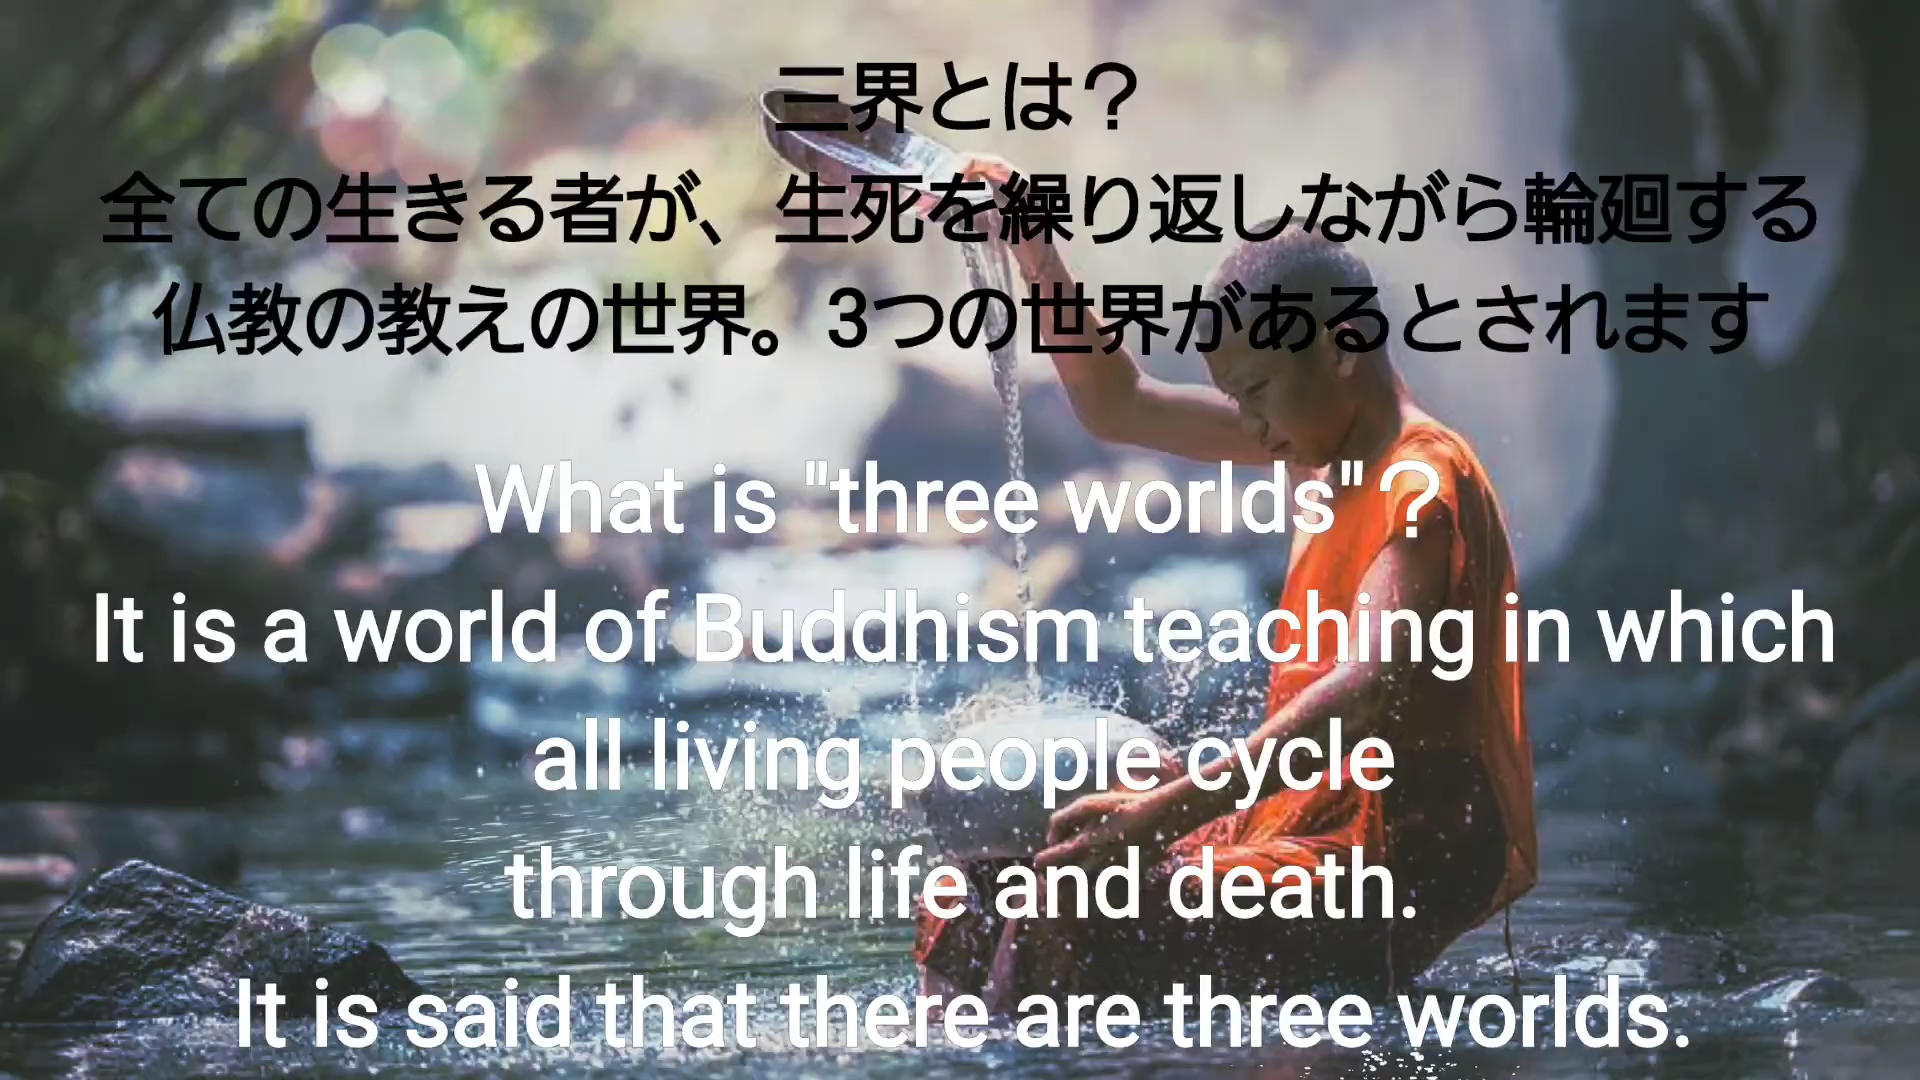 三界とは？
全ての生きる者が、生死を繰り返しながら輪廻する
仏教の教えの世界。3つの世界があるとされます
What is "three worlds"？
It is a world of Buddhism teaching in which
all living people cycle
through life and death.
It is said that there are three worlds.